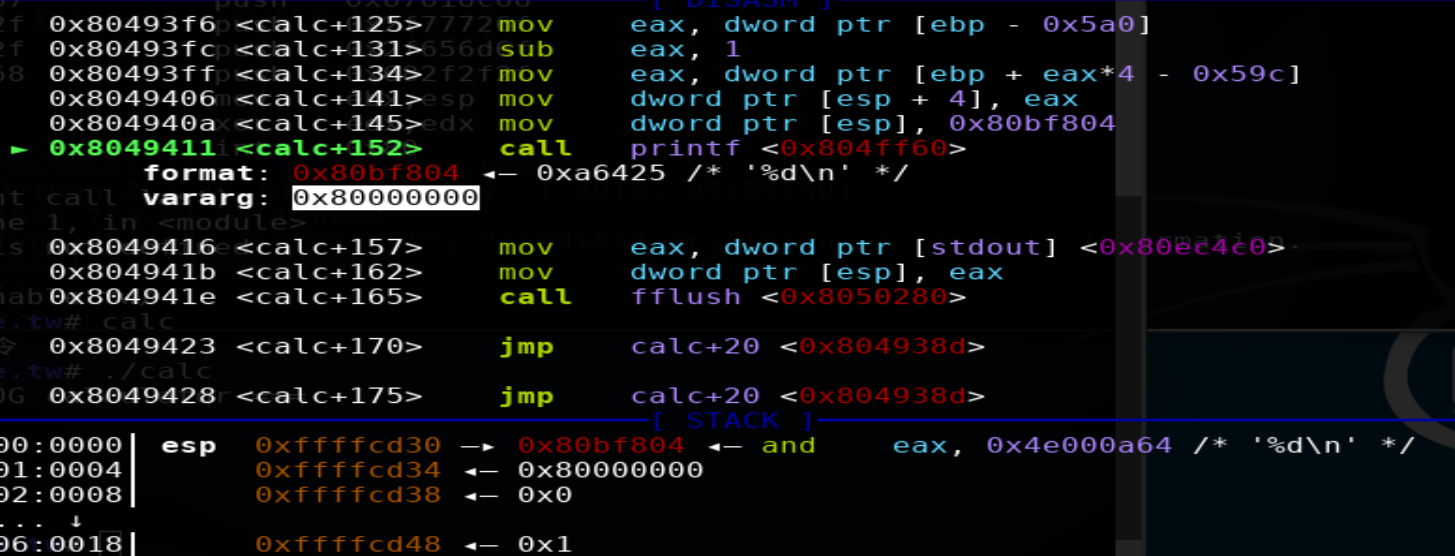 [ DISASM ]
0x80493f6 <calc+125> mov eax, dword ptr [ebp - 0x5a0]
0x80493fc <calc+131> sub eax, 1
0x80493ff <calc+134> mov eax, dword ptr [ebp + eax*4 - 0x59c]
0x8049406 <calc+141> mov dword ptr [esp + 4], eax
0x804940a <calc+145> mov dword ptr [esp], 0x80bf804
► 0x8049411 <calc+152> call printf <0x804ff60>
format: 0x80bf804 ◂— 0xa6425 /* '%d\n' */
vararg: 0x80000000
0x8049416 <calc+157> mov eax, dword ptr [stdout] <0x80ec4c0>
0x804941b <calc+162> mov dword ptr [esp], eax
0x804941e <calc+165> call fflush <0x8050280>
.tw# calc
0x8049423 <calc+170> jmp calc+20 <0x804938d>
e.tw# ./calc
0x8049428 <calc+175> jmp calc+20 <0x804938d>
[ STACK ]
00:0000│ esp 0xffffcd30 —▸ 0x80bf804 ◂— and eax, 0x4e000a64 /* '%d\n' */
01:0004│ 0xffffcd34 ◂— 0x80000000
02:0008│ 0xffffcd38 ◂— 0x0
... ↓
06:0018│ 0xffffcd48 ◂— 0x1